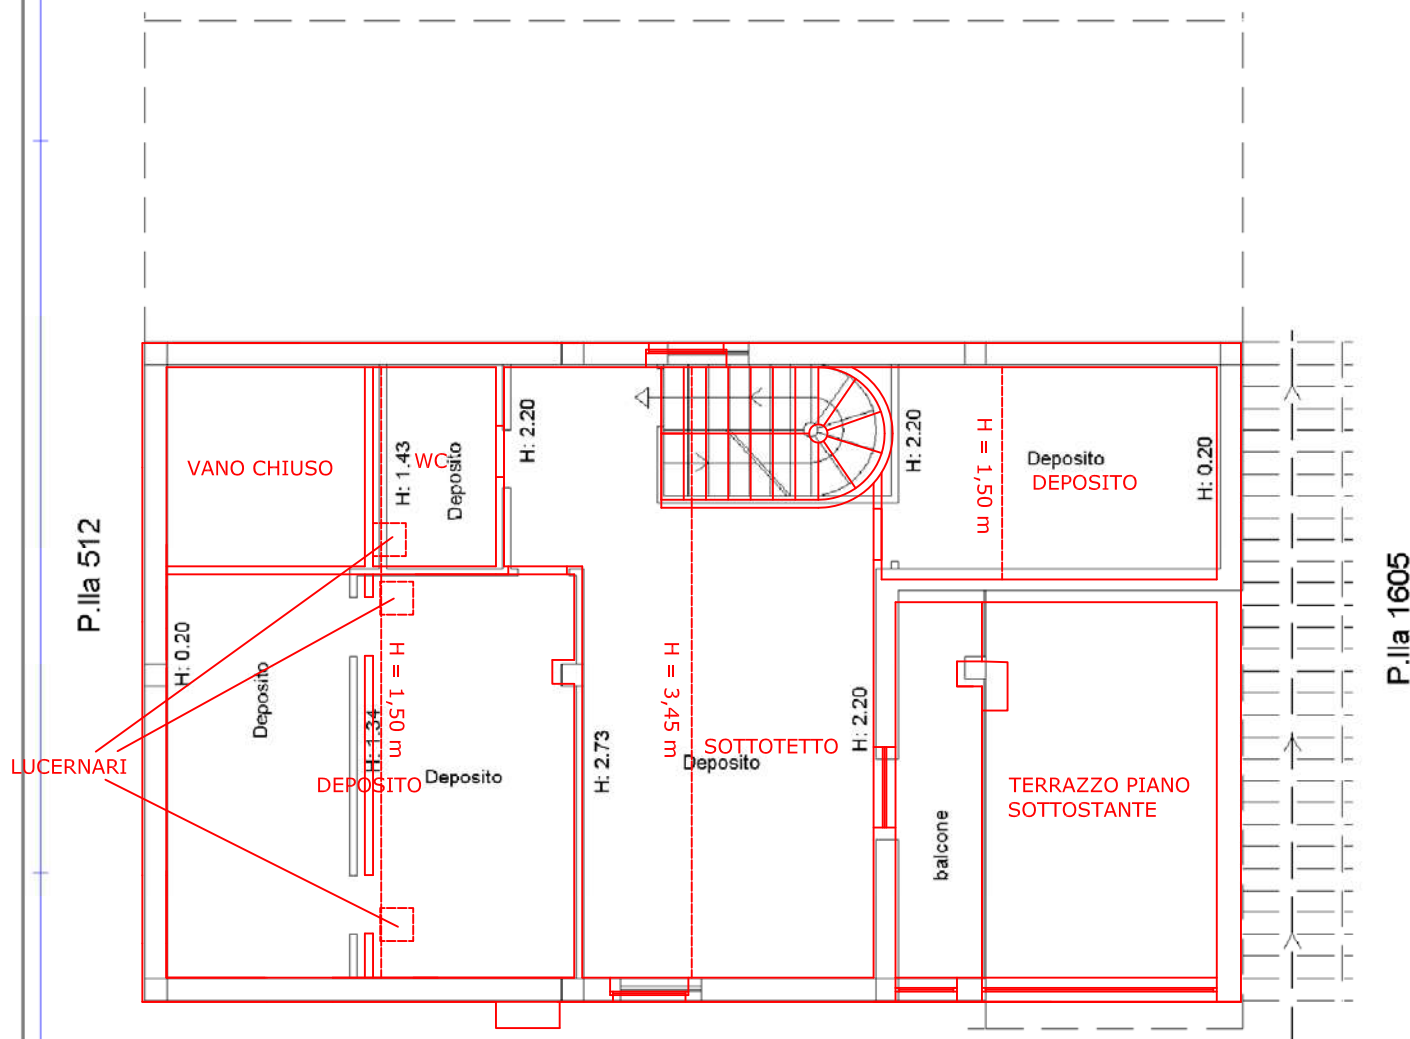 H: 2.20
H: 1.43
WC
Deposito
VANO CHIUSO
H: 2.20
H = 1,50 m
Deposito
DEPOSITO
H: 0.20
P.lla 512
P.lla 1605
H: 0.20
Deposito
H: 1.34
H = 1,50 m
H = 3,45 m
H: 2.20
SOTTOTETTO
Deposito
H: 2.73
LUCERNARI
DEPOSITO
Deposito
TERRAZZO PIANO
SOTTOSTANTE
balcone